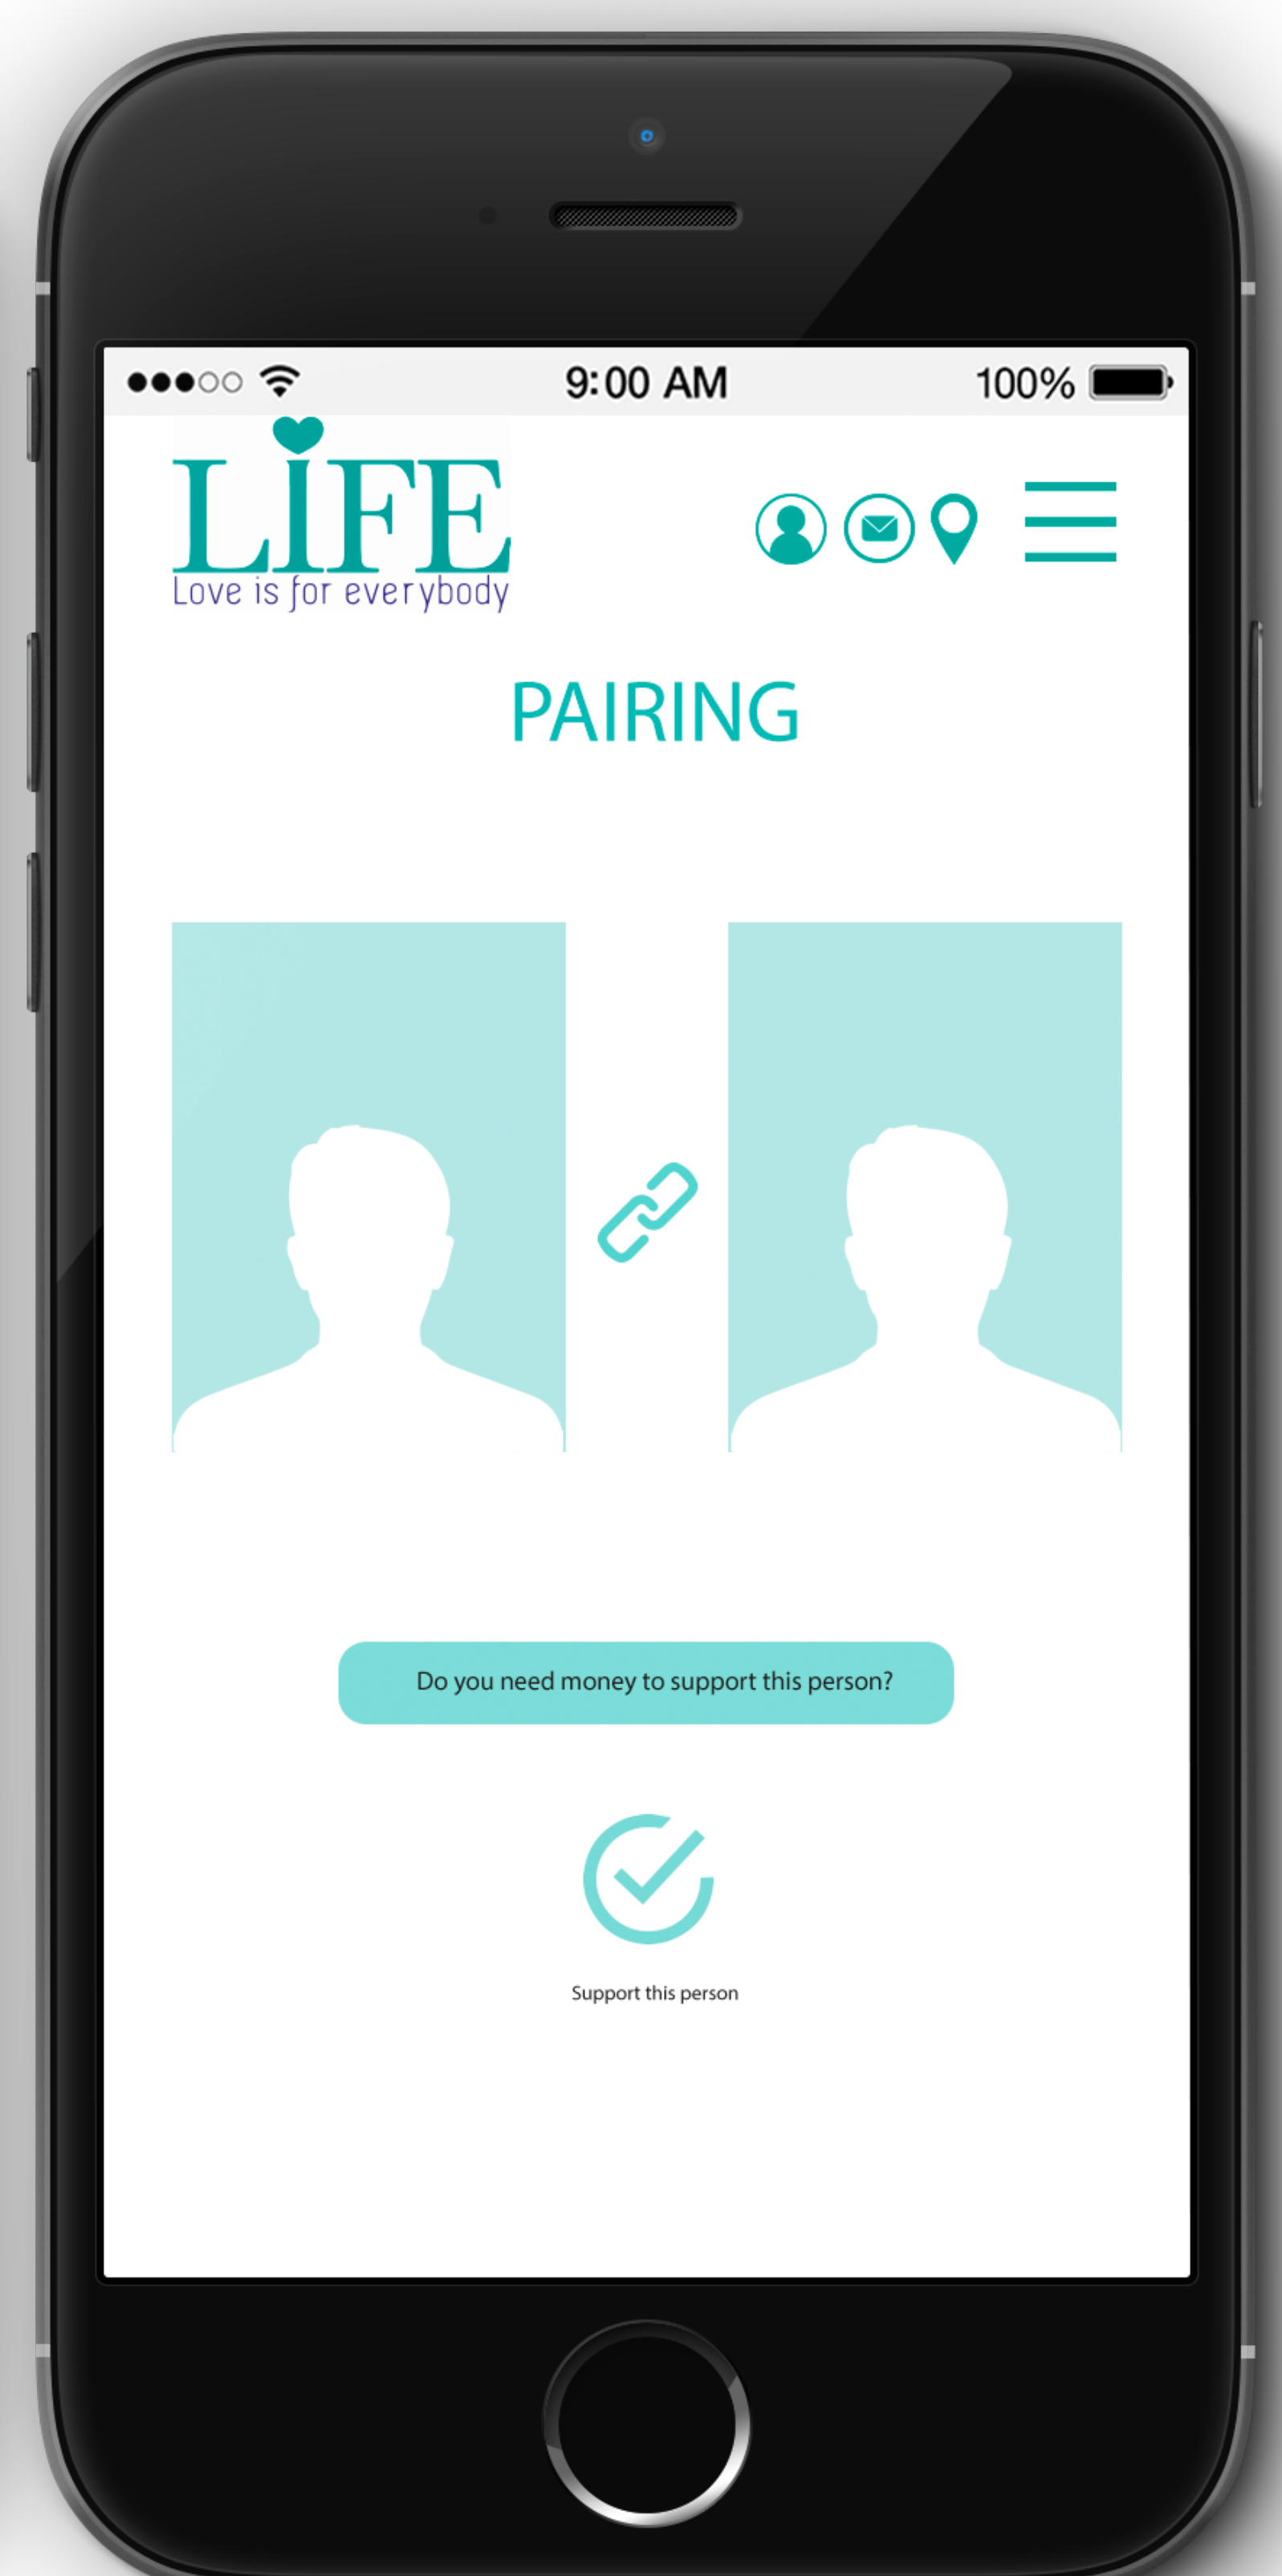 9:00 AM
100%
LIFE
Love is for everybody
PAIRING
Do you need money to support this person?
Support this person